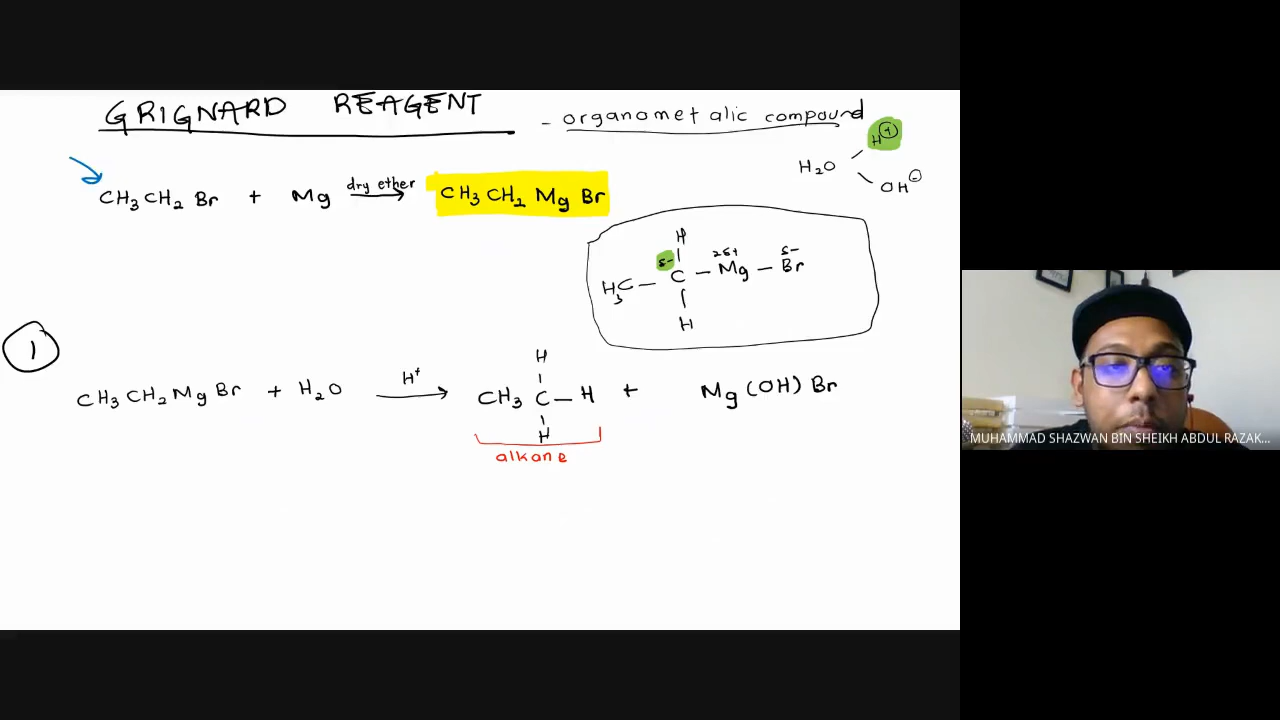 GRIGNARD REAGENT
- organometalic compound
H2O
H+
OH-
CH3CH2Br + Mg dry ether → CH3CH2MgBr
H
H3C — C — Mg — Br
δ- 2δ+ δ-
H
1
CH3CH2MgBr + H2O H+ → CH3 C — H + Mg(OH)Br
H
H
alkane
MUHAMMAD SHAZWAN BIN SHEIKH ABDUL RAZAK...